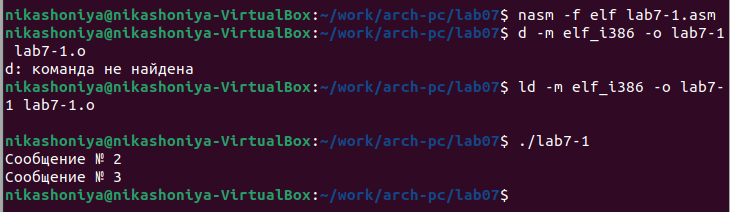 nikashoniya@nikashoniya-VirtualBox:~/work/arch-pc/lab07$ nasm -f elf lab7-1.asm
nikashoniya@nikashoniya-VirtualBox:~/work/arch-pc/lab07$ d -m elf_i386 -o lab7-1
 lab7-1.o
d: команда не найдена
nikashoniya@nikashoniya-VirtualBox:~/work/arch-pc/lab07$ ld -m elf_i386 -o lab7-
1 lab7-1.o
nikashoniya@nikashoniya-VirtualBox:~/work/arch-pc/lab07$ ./lab7-1
Сообщение № 2
Сообщение № 3
nikashoniya@nikashoniya-VirtualBox:~/work/arch-pc/lab07$